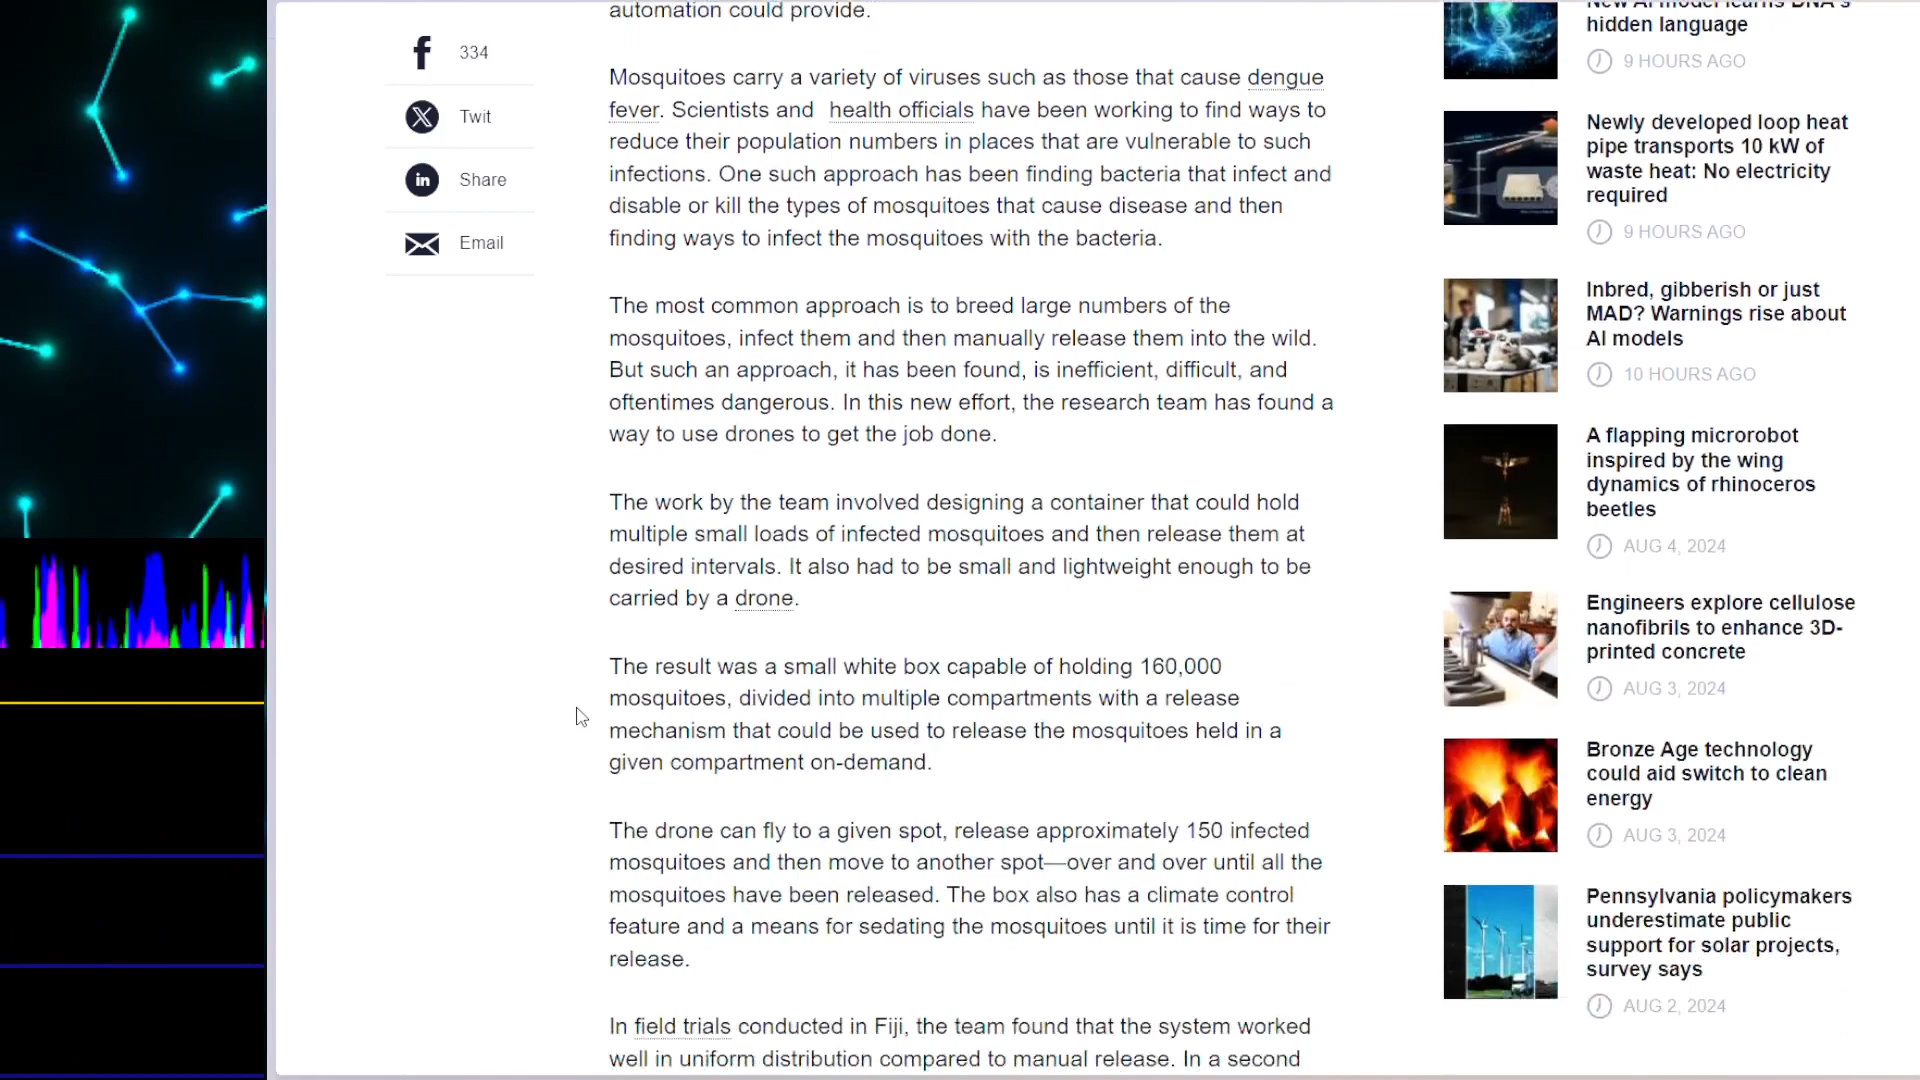 automation could provide.
334
Twit
Share
Email
Mosquitoes carry a variety of viruses such as those that cause dengue
fever. Scientists and health officials have been working to find ways to
reduce their population numbers in places that are vulnerable to such
infections. One such approach has been finding bacteria that infect and
disable or kill the types of mosquitoes that cause disease and then
finding ways to infect the mosquitoes with the bacteria.
The most common approach is to breed large numbers of the
mosquitoes, infect them and then manually release them into the wild.
But such an approach, it has been found, is inefficient, difficult, and
oftentimes dangerous. In this new effort, the research team has found a
way to use drones to get the job done.
The work by the team involved designing a container that could hold
multiple small loads of infected mosquitoes and then release them at
desired intervals. It also had to be small and lightweight enough to be
carried by a drone.
The result was a small white box capable of holding 160,000
mosquitoes, divided into multiple compartments with a release
mechanism that could be used to release the mosquitoes held in a
given compartment on-demand.
The drone can fly to a given spot, release approximately 150 infected
mosquitoes and then move to another spot—over and over until all the
mosquitoes have been released. The box also has a climate control
feature and a means for sedating the mosquitoes until it is time for their
release.
In field trials conducted in Fiji, the team found that the system worked
well in uniform distribution compared to manual release. In a second
New AI model learns DNA's
hidden language
9 HOURS AGO
Newly developed loop heat
pipe transports 10 kW of
waste heat: No electricity
required
9 HOURS AGO
Inbred, gibberish or just
MAD? Warnings rise about
AI models
10 HOURS AGO
A flapping microrobot
inspired by the wing
dynamics of rhinoceros
beetles
AUG 4, 2024
Engineers explore cellulose
nanofibrils to enhance 3D-
printed concrete
AUG 3, 2024
Bronze Age technology
could aid switch to clean
energy
AUG 3, 2024
Pennsylvania policymakers
underestimate public
support for solar projects,
survey says
AUG 2, 2024